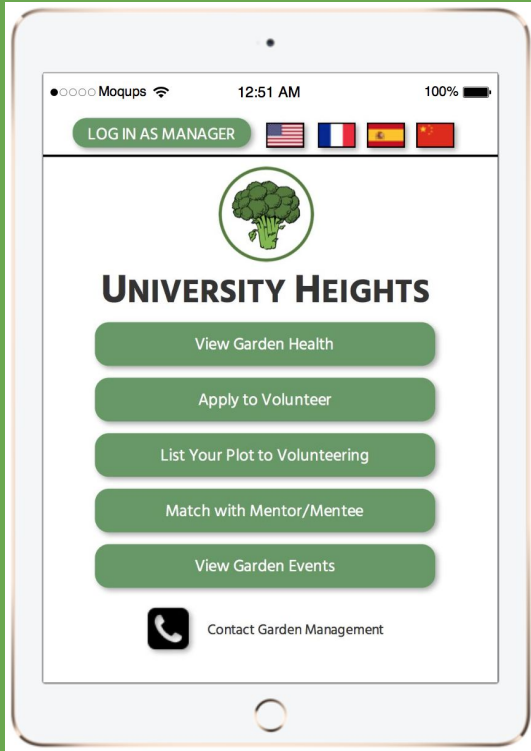 Moqups 12:51 AM 100%
LOG IN AS MANAGER
UNIVERSITY HEIGHTS
View Garden Health
Apply to Volunteer
List Your Plot to Volunteering
Match with Mentor/Mentee
View Garden Events
Contact Garden Management